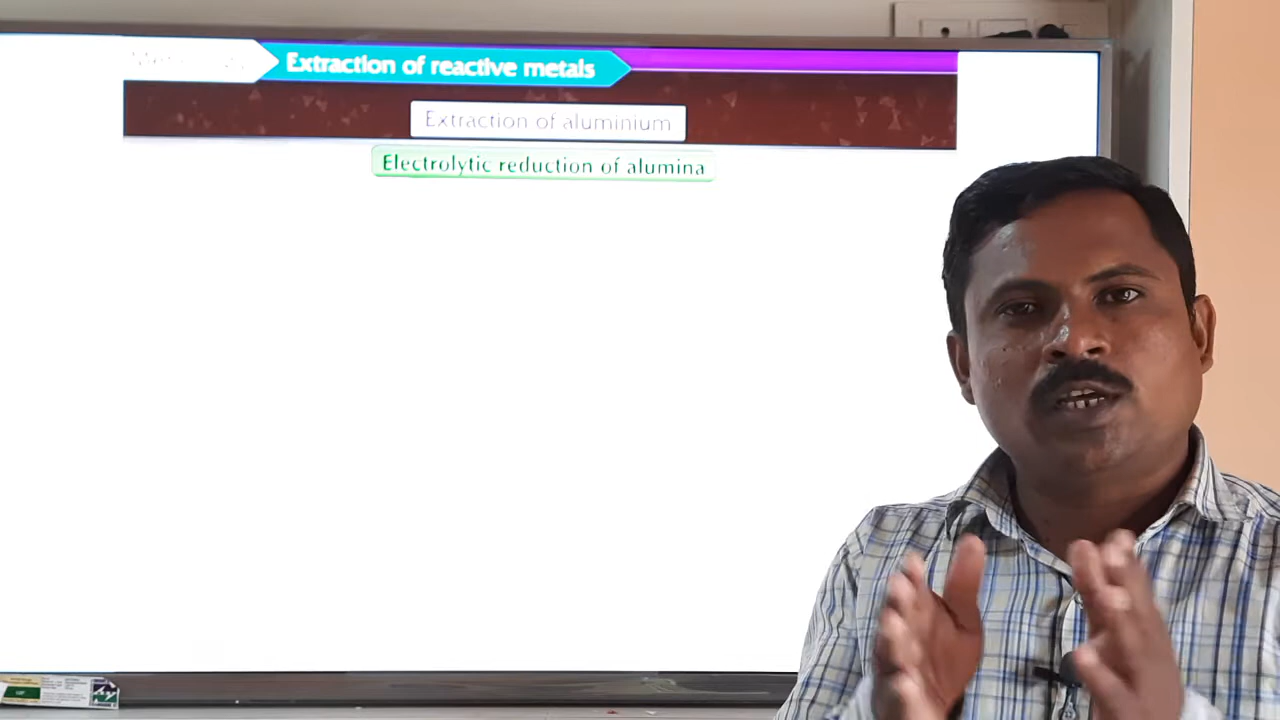 Extraction of reactive metals
Extraction of aluminium
Electrolytic reduction of alumina